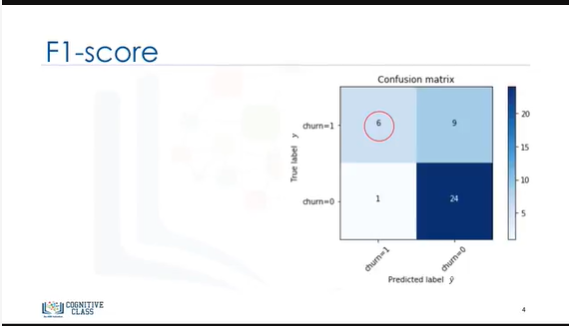 F1-score
Confusion matrix
churn=1
6
9
churn=0
1
24
True label y
churn=1
churn=0
Predicted label ŷ
20
15
10
5
COGNITIVE
CLASS
4